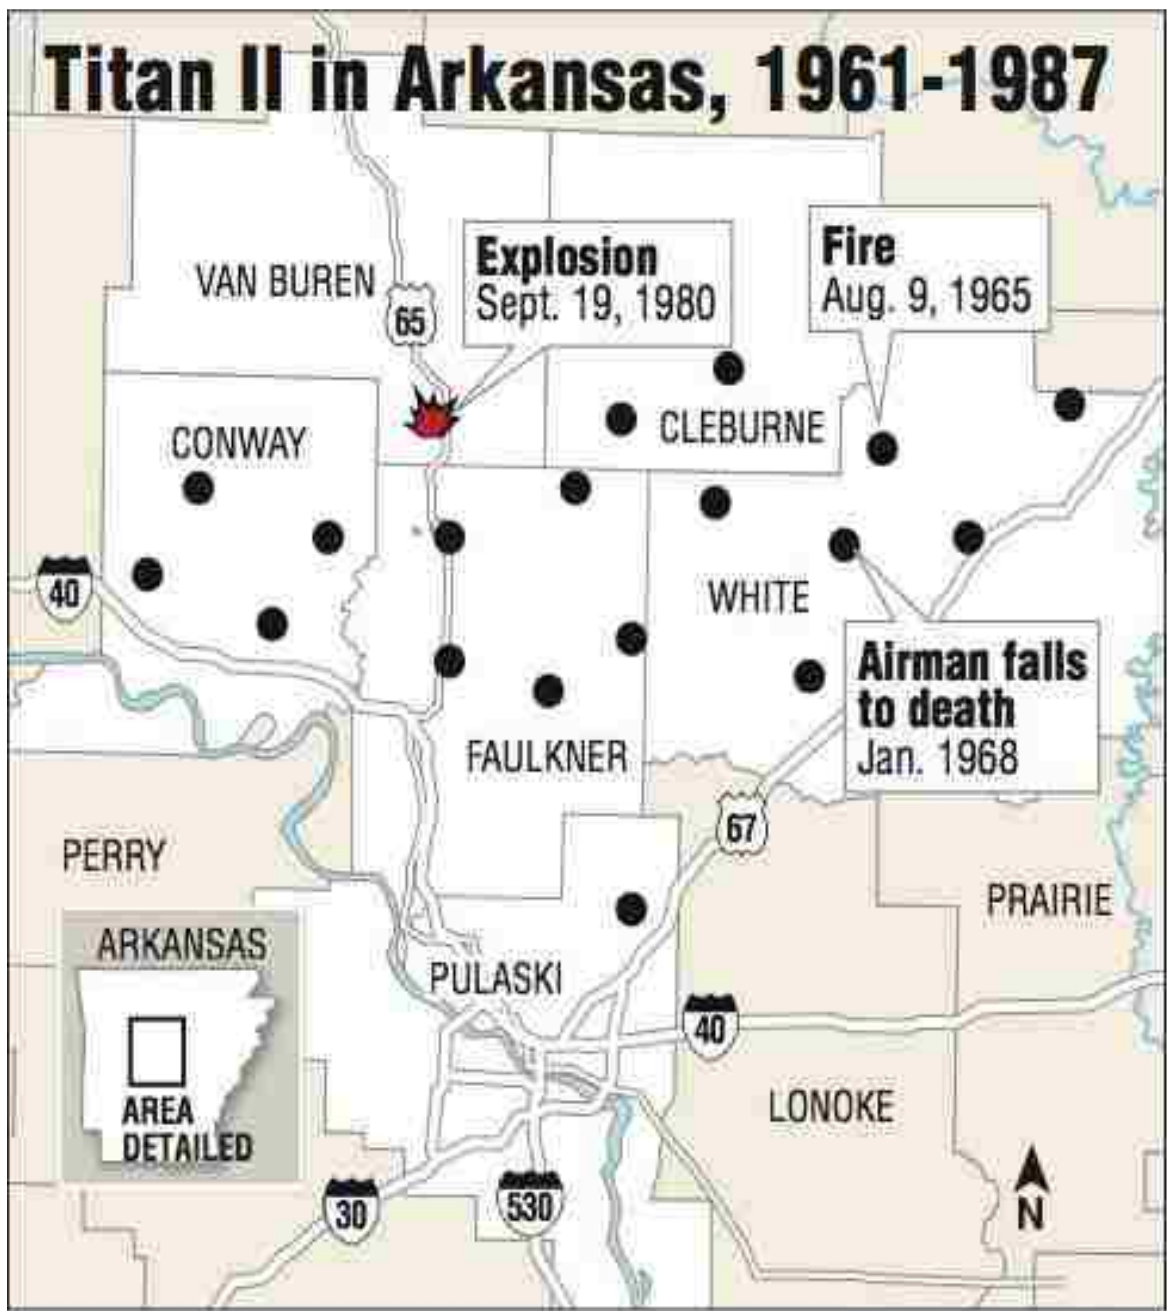 Titan II in Arkansas, 1961-1987
Explosion
Sept. 19, 1980
Fire
Aug. 9, 1965
VAN BUREN
65
CONWAY
CLEBURNE
40
WHITE
Airman falls
to death
Jan. 1968
FAULKNER
67
PERRY
PRAIRIE
ARKANSAS
AREA
DETAILED
PULASKI
40
LONOKE
30
530
N